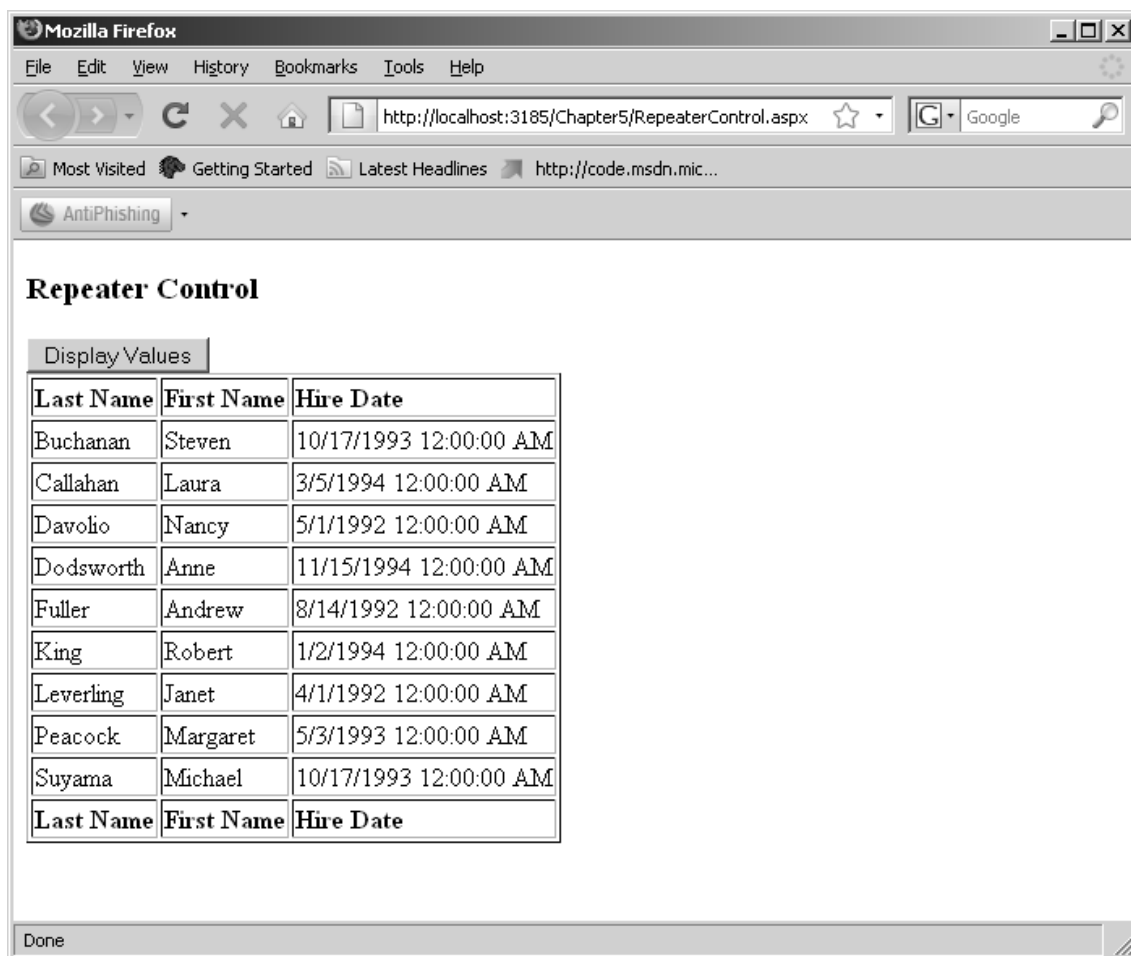 Mozilla Firefox
File Edit View History Bookmarks Tools Help
http://localhost:3185/Chapter5/RepeaterControl.aspx G Google
Most Visited Getting Started Latest Headlines http://code.msdn.mic...
AntiPhishing
Repeater Control
Display Values
Last Name First Name Hire Date
Buchanan Steven 10/17/1993 12:00:00 AM
Callahan Laura 3/5/1994 12:00:00 AM
Davolio Nancy 5/1/1992 12:00:00 AM
Dodsworth Anne 11/15/1994 12:00:00 AM
Fuller Andrew 8/14/1992 12:00:00 AM
King Robert 1/2/1994 12:00:00 AM
Leverling Janet 4/1/1992 12:00:00 AM
Peacock Margaret 5/3/1993 12:00:00 AM
Suyama Michael 10/17/1993 12:00:00 AM
Last Name First Name Hire Date
Done